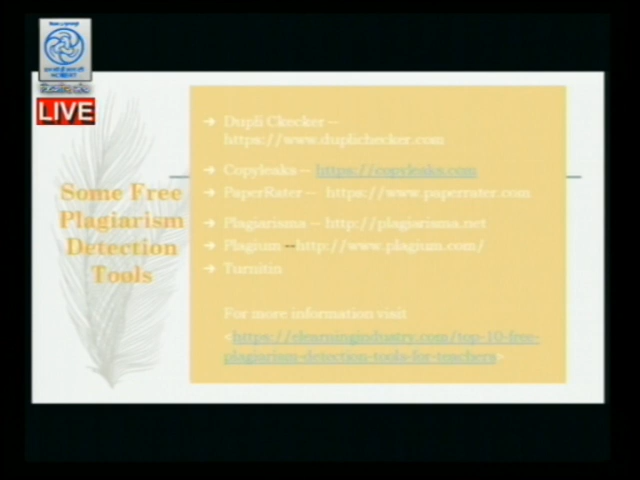 LIVE
Some Free
Plagiarism
Detection
Tools
➔ Dupli Ckecker --
https://www.duplichecker.com
➔ Copyleaks -- https://copyleaks.com
➔ PaperRater -- https://www.paperrater.com
➔ Plagiarisma -- http://plagiarisma.net
➔ Plagium --http://www.plagium.com/
➔ Turnitin
For more information visit
<https://elearningindustry.com/top-10-free-
plagiarism-detection-tools-for-teachers>